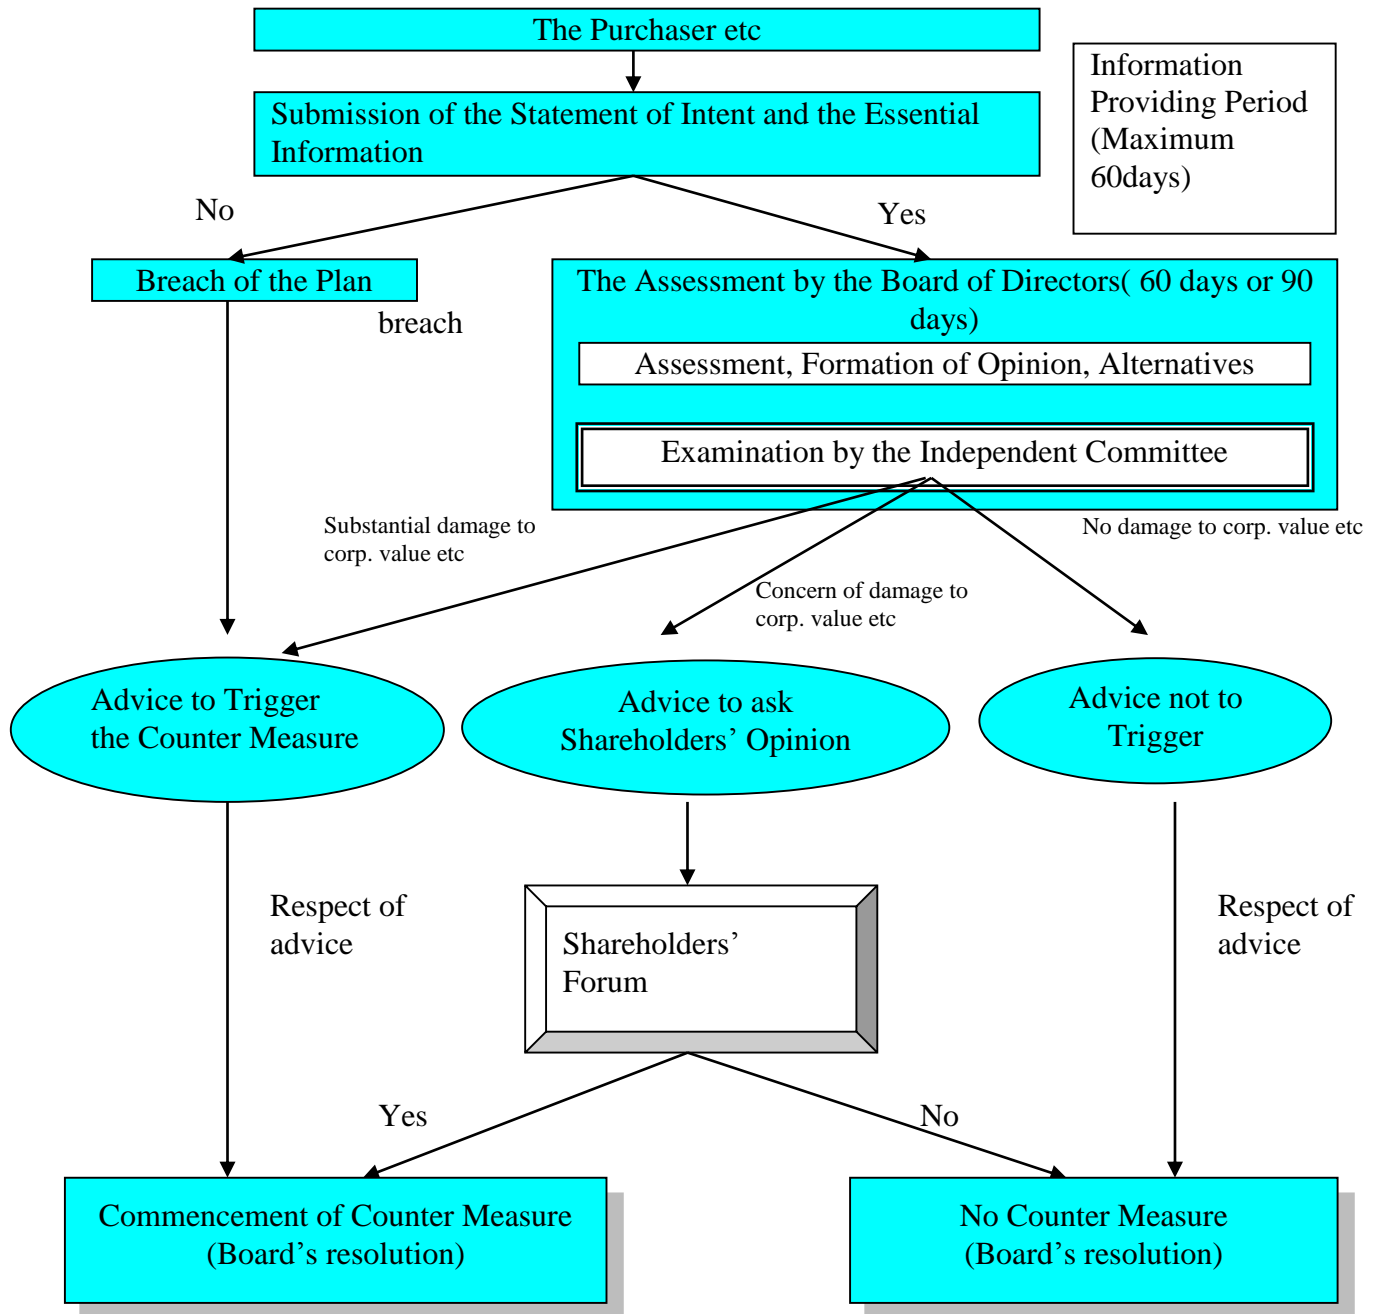 The Purchaser etc
Information
Providing Period
(Maximum
60days)
Submission of the Statement of Intent and the Essential
Information
No
Yes
Breach of the Plan
breach
The Assessment by the Board of Directors( 60 days or 90
days)
Assessment, Formation of Opinion, Alternatives
Examination by the Independent Committee
Substantial damage to
corp. value etc
No damage to corp. value etc
Concern of damage to
corp. value etc
Advice to Trigger
the Counter Measure
Advice to ask
Shareholders’ Opinion
Advice not to
Trigger
Respect of
advice
Shareholders’
Forum
Respect of
advice
Yes
No
Commencement of Counter Measure
(Board’s resolution)
No Counter Measure
(Board’s resolution)